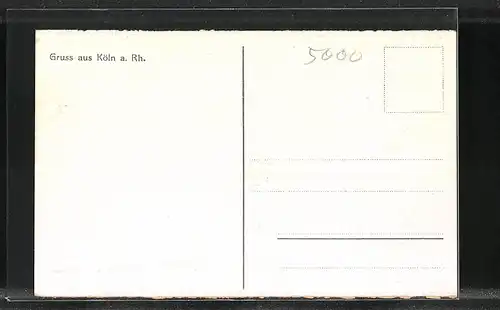 5000
Gruss aus Köln a. Rh.